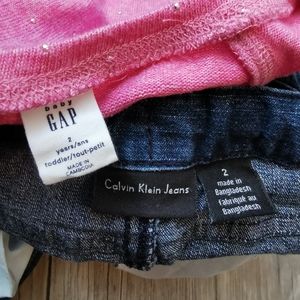 baby
GAP
2
years/ans
toddler/tout-petit
MADE IN
CAMBODIA
Calvin Klein Jeans
2
made in
Bangladesh
fabriqué au
Bangladesh